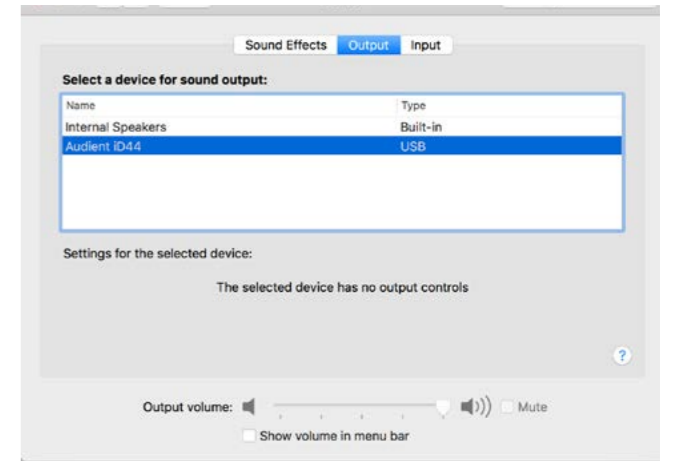 Sound Effects Output Input
Select a device for sound output:
Name Type
Internal Speakers Built-in
Audient iD44 USB
Settings for the selected device:
The selected device has no output controls
?
Output volume: Mute
Show volume in menu bar